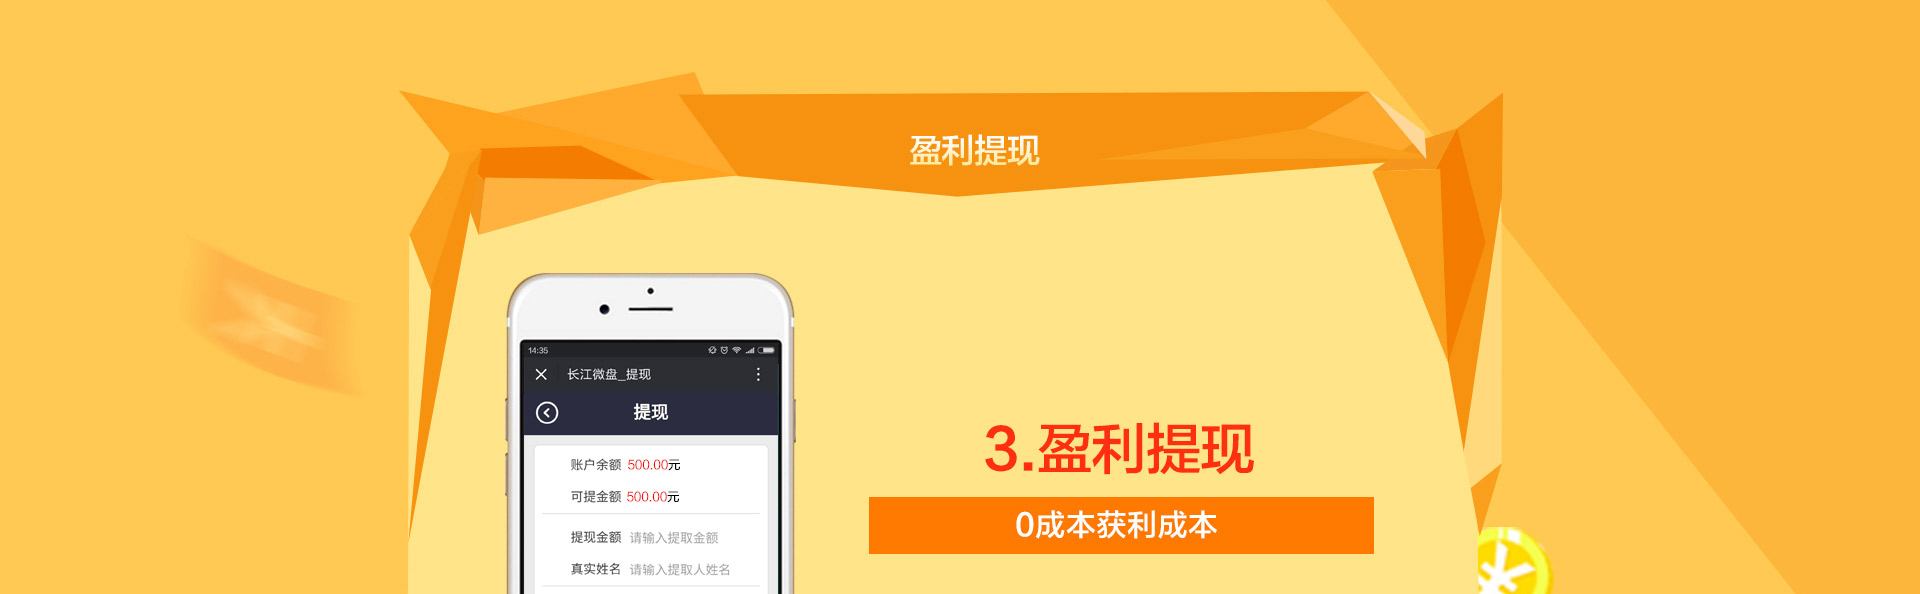 盈利提现
14:35
长江微盘_提现
提现
账户余额 500.00元
可提金额 500.00元
提现金额 请输入提取金额
真实姓名 请输入提取人姓名
3.盈利提现
0成本获利成本